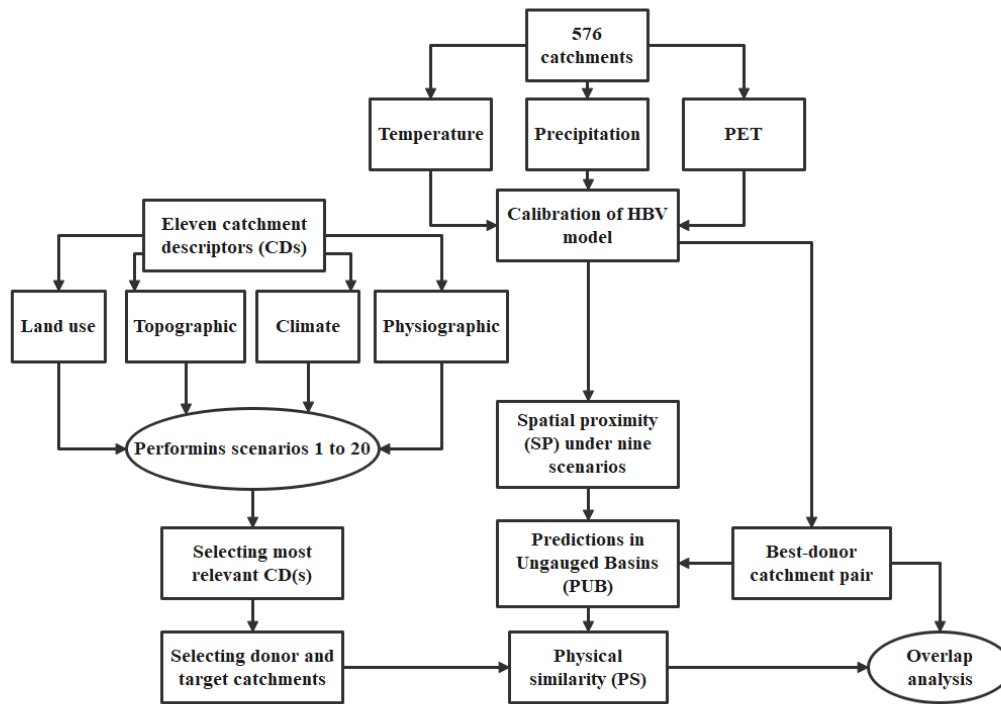 576
catchments
Temperature
Precipitation
PET
Calibration of HBV
model
Eleven catchment
descriptors (CDs)
Land use
Topographic
Climate
Physiographic
Performins scenarios 1 to 20
Spatial proximity
(SP) under nine
scenarios
Selecting most
relevant CD(s)
Predictions in
Ungauged Basins
(PUB)
Best-donor
catchment pair
Selecting donor and
target catchments
Physical
similarity (PS)
Overlap
analysis